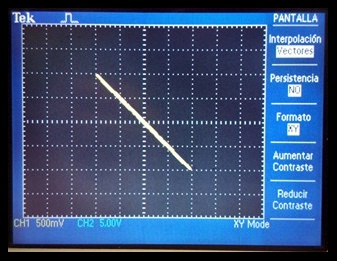 Tek
PANTALLA
Interpolación
Vectores
Persistencia
NO
Formato
XY
Aumentar
Contraste
Reducir
Contraste
CH1 500mV CH2 5.00V XY Mode